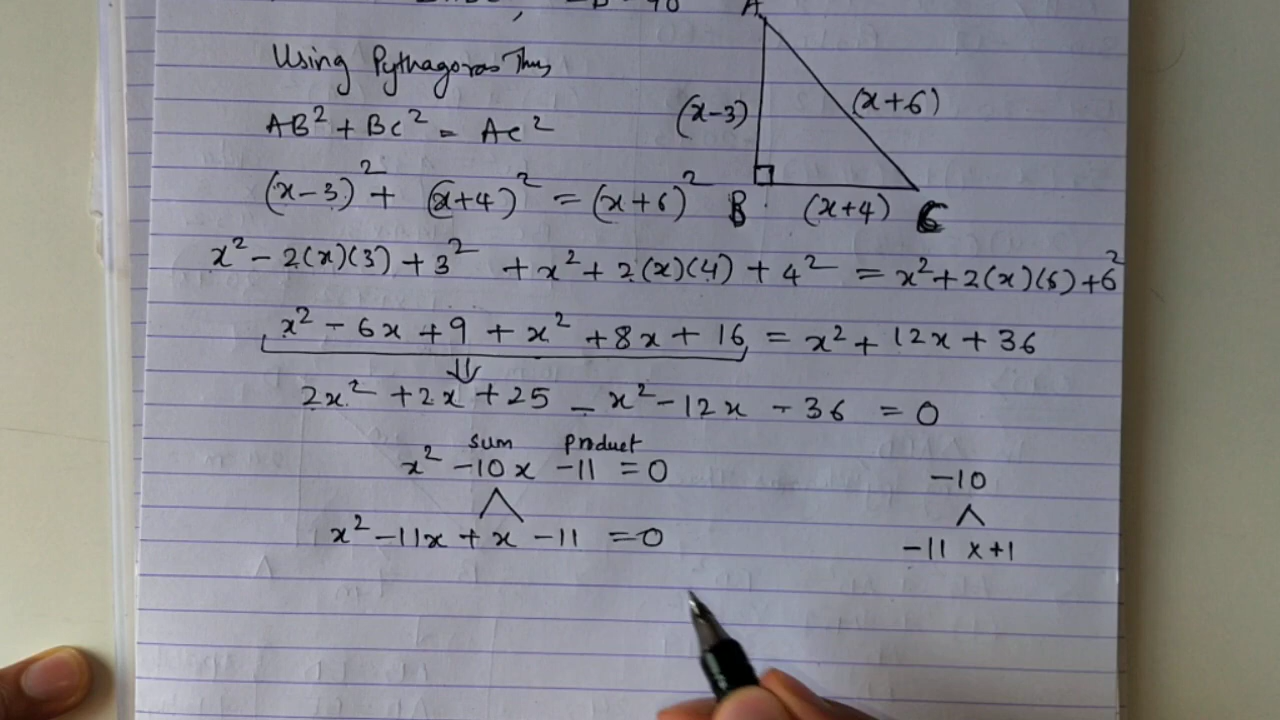 Using Pythagoras Thm
AB² + BC² = AC²
(x-3)² + (x+4)² = (x+6)²
A
(x-3)
(x+6)
B
(x+4)
C
x² - 2(x)(3) + 3² + x² + 2(x)(4) + 4² = x² + 2(x)(6) + 6²
x² - 6x + 9 + x² + 8x + 16 = x² + 12x + 36
⇓
2x² + 2x + 25 - x² - 12x - 36 = 0
sum product
x² - 10x - 11 = 0
x² - 11x + x - 11 = 0
-10
-11 x +1